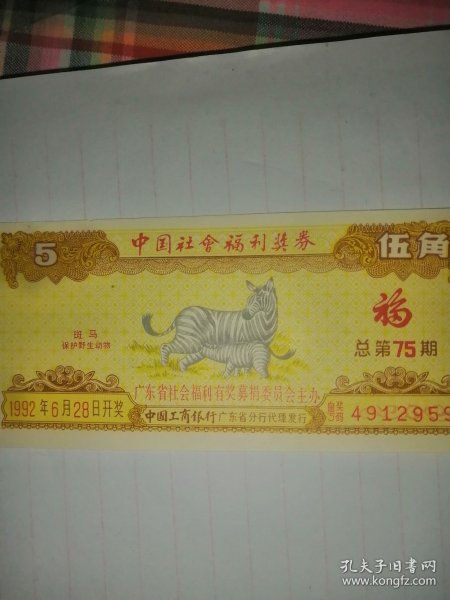 5
中国社會福利奖券
伍角
福
斑马
保护野生动物
总第75期
广东省社会福利有奖募捐委员会主办
1992年6月28日开奖
中国工商银行广东省分行代理发行
4912959
孔夫子旧书网
www.kongfz.com